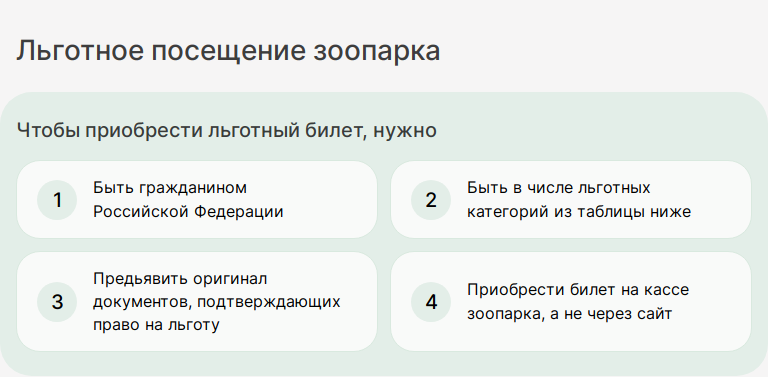 Льготное посещение зоопарка
Чтобы приобрести льготный билет, нужно
1
Быть гражданином
Российской Федерации
2
Быть в числе льготных
категорий из таблицы ниже
3
Предьявить оригинал
документов, подтверждающих
право на льготу
4
Приобрести билет на кассе
зоопарка, а не через сайт